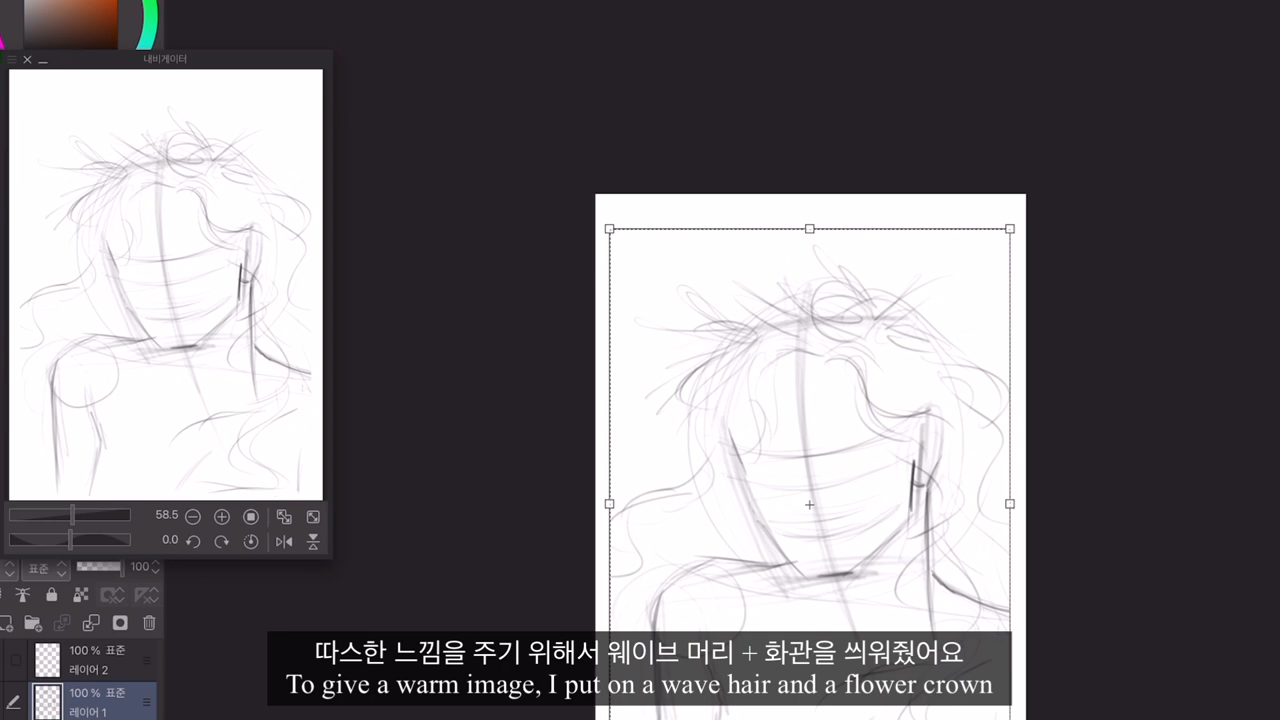 내비게이터
58.5
0.0
표준
100
100 % 표준
레이어 2
100 % 표준
레이어 1
따스한 느낌을 주기 위해서 웨이브 머리 + 화관을 씌워줬어요
To give a warm image, I put on a wave hair and a flower crown